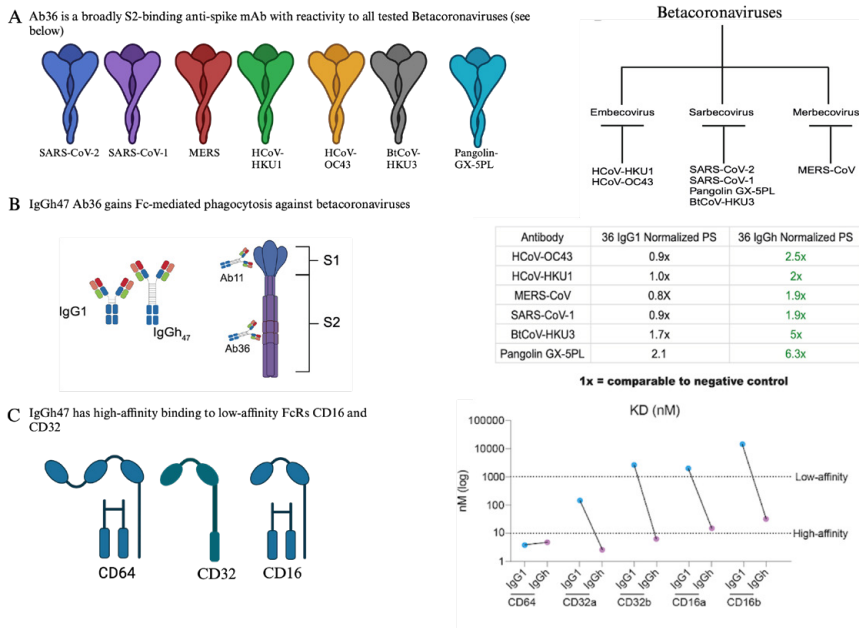 A Ab36 is a broadly S2-binding anti-spike mAb with reactivity to all tested Betacoronaviruses (see
below)
SARS-CoV-2 SARS-CoV-1 MERS HCoV- HCoV- BtCoV- Pangolin-
HKU1 OC43 HKU3 GX-5PL
Betacoronaviruses
Embecovirus Sarbecovirus Merbecovirus
HCoV-HKU1 SARS-CoV-2 MERS-CoV
HCoV-OC43 SARS-CoV-1
Pangolin GX-5PL
BtCoV-HKU3
B IgGh47 Ab36 gains Fc-mediated phagocytosis against betacoronaviruses
IgG1
IgGh47
Ab11
Ab36
S1
S2
Antibody 36 IgG1 Normalized PS 36 IgGh Normalized PS
HCoV-OC43 0.9x 2.5x
HCoV-HKU1 1.0x 2x
MERS-CoV 0.8X 1.9x
SARS-CoV-1 0.9x 1.9x
BtCoV-HKU3 1.7x 5x
Pangolin GX-5PL 2.1 6.3x
1x = comparable to negative control
C IgGh47 has high-affinity binding to low-affinity FcRs CD16 and
CD32
CD64 CD32 CD16
KD (nM)
nM (log)
100000
10000
1000
100
10
1
Low-affinity
High-affinity
IgG1 IgGh IgG1 IgGh IgG1 IgGh IgG1 IgGh IgG1 IgGh
CD64 CD32a CD32b CD16a CD16b